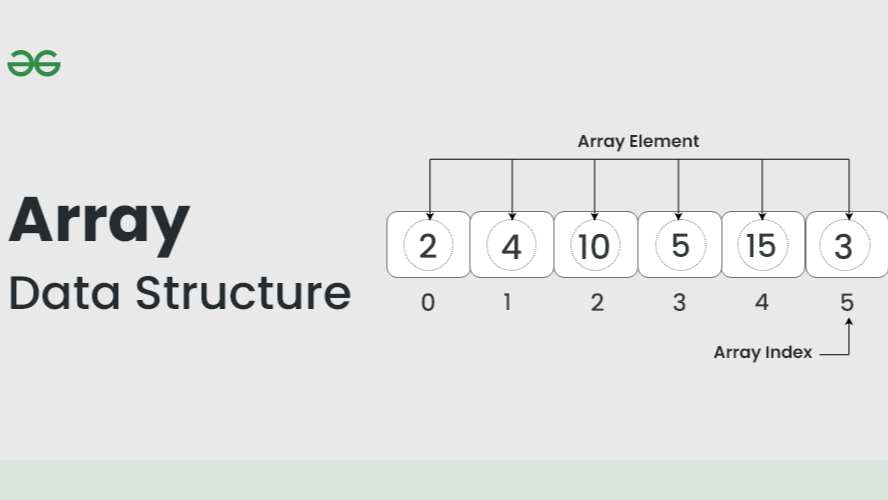 Array Element
Array
Data Structure
2 4 10 5 15 3
0 1 2 3 4 5
Array Index